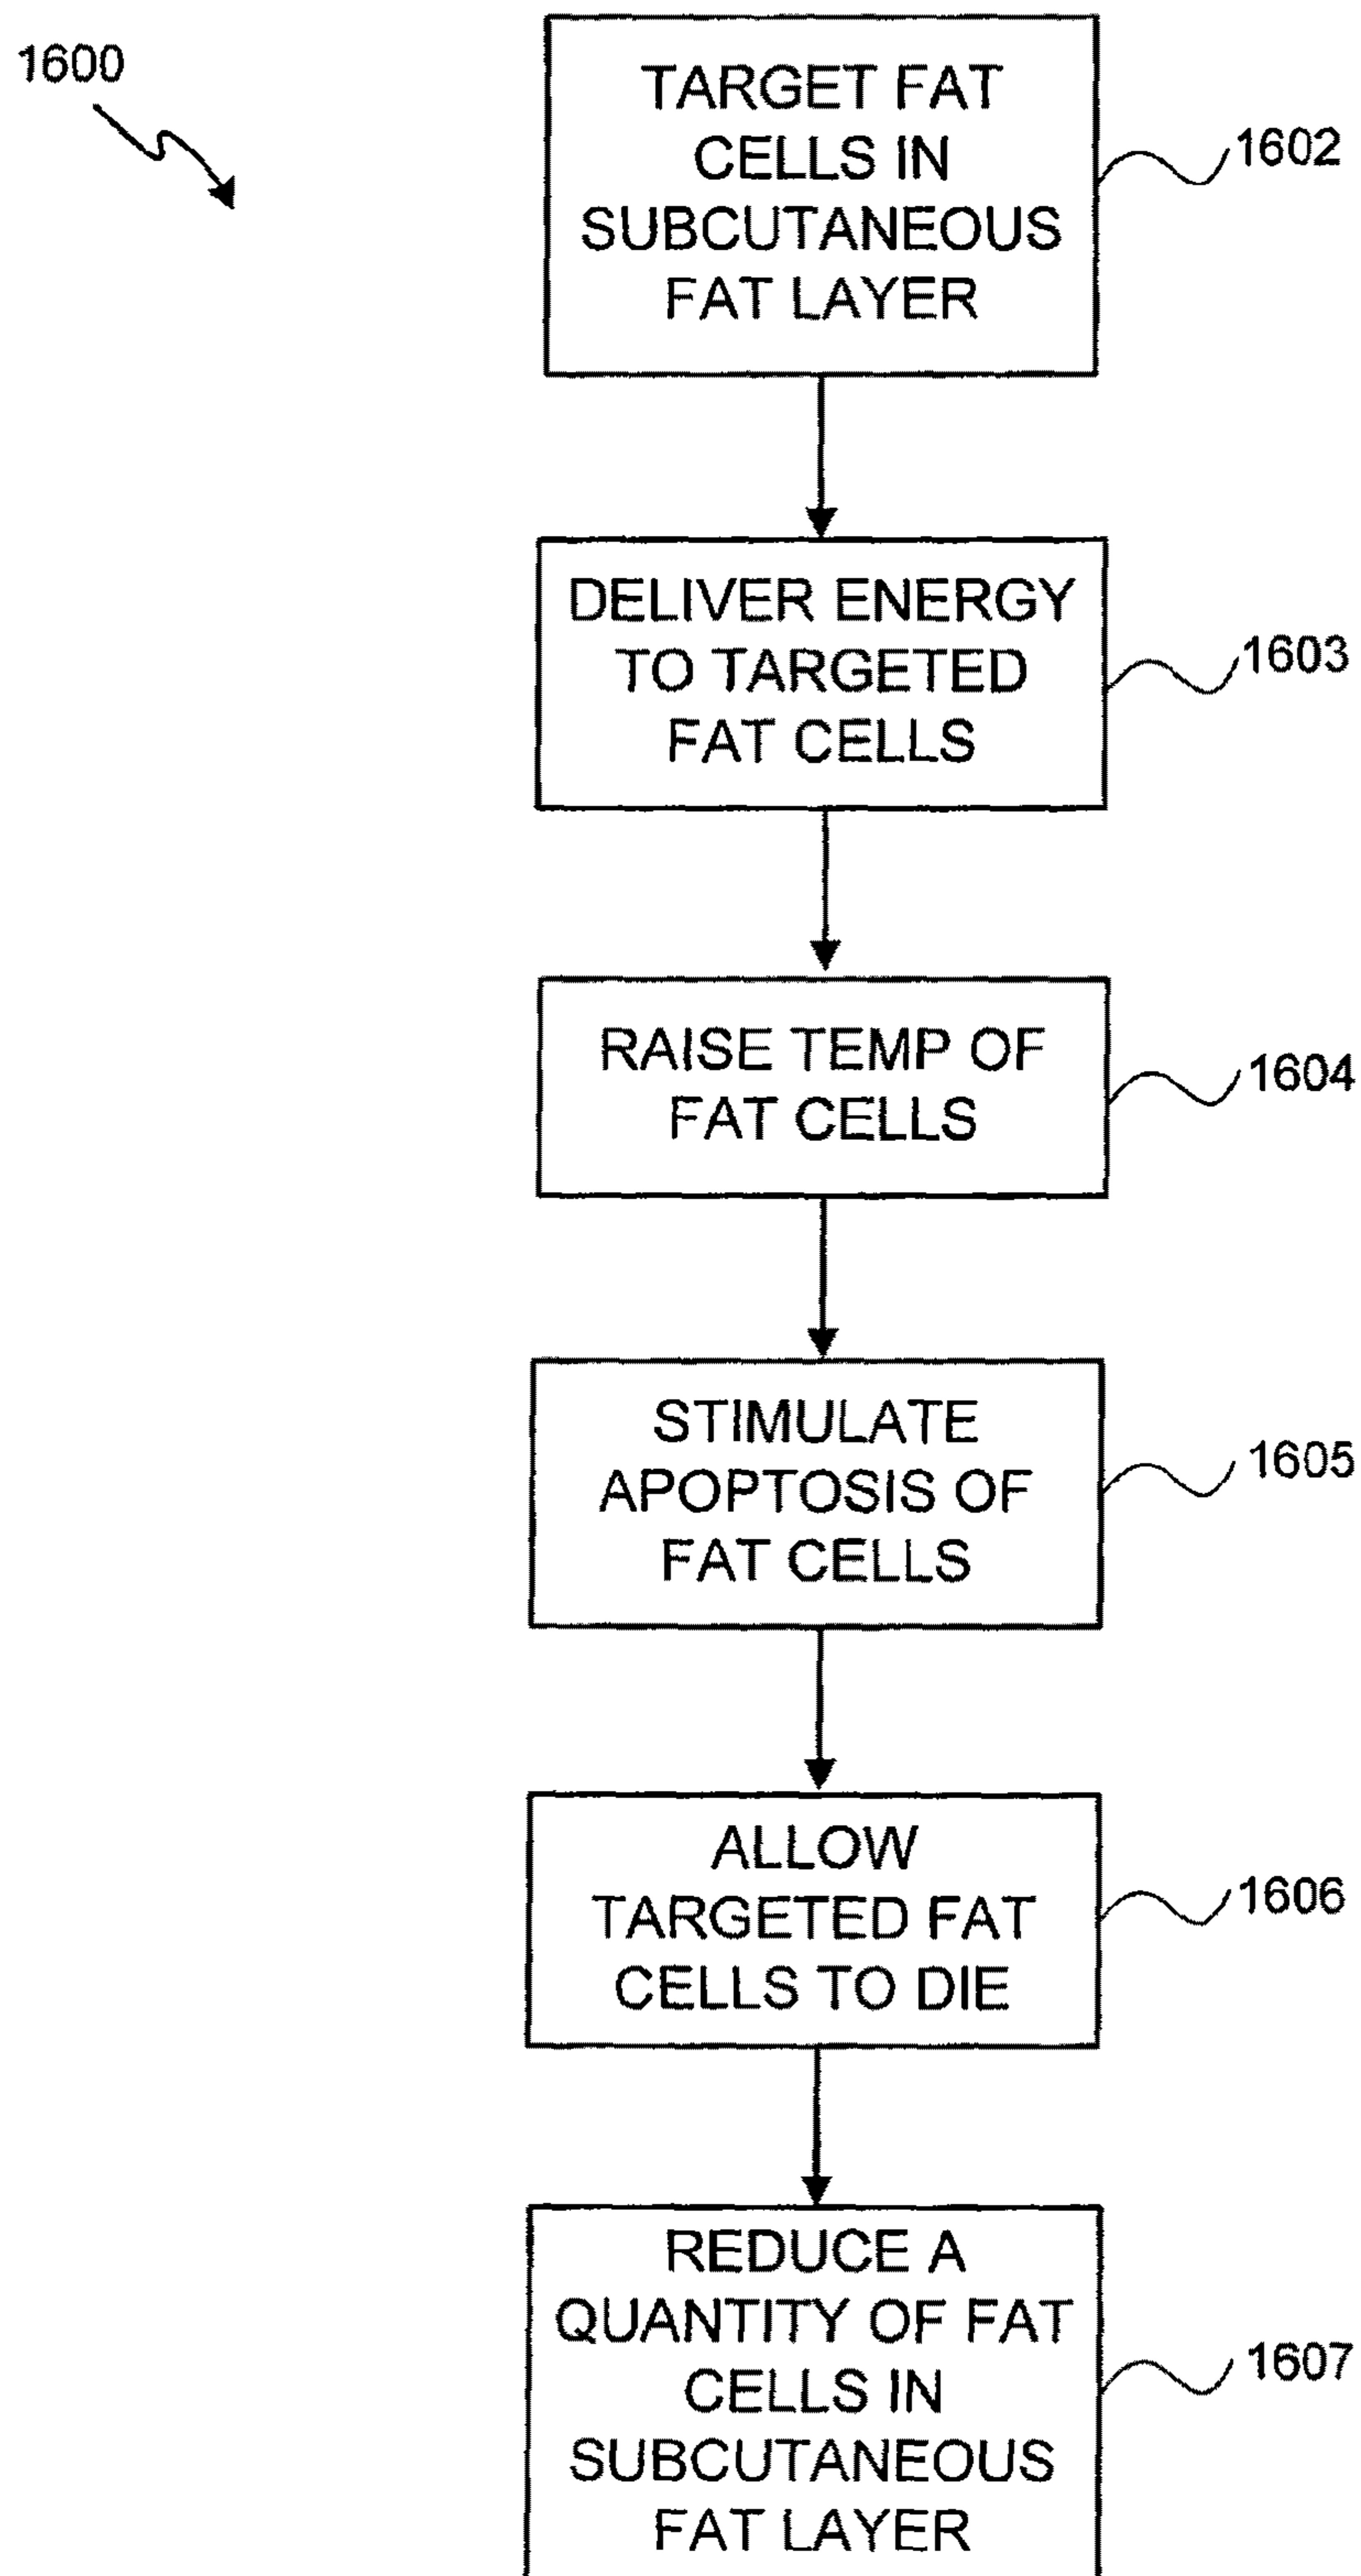 1600
TARGET FAT
CELLS IN
SUBCUTANEOUS
FAT LAYER
1602
DELIVER ENERGY
TO TARGETED
FAT CELLS
1603
RAISE TEMP OF
FAT CELLS
1604
STIMULATE
APOPTOSIS OF
FAT CELLS
1605
ALLOW
TARGETED FAT
CELLS TO DIE
1606
REDUCE A
QUANTITY OF FAT
CELLS IN
SUBCUTANEOUS
FAT LAYER
1607